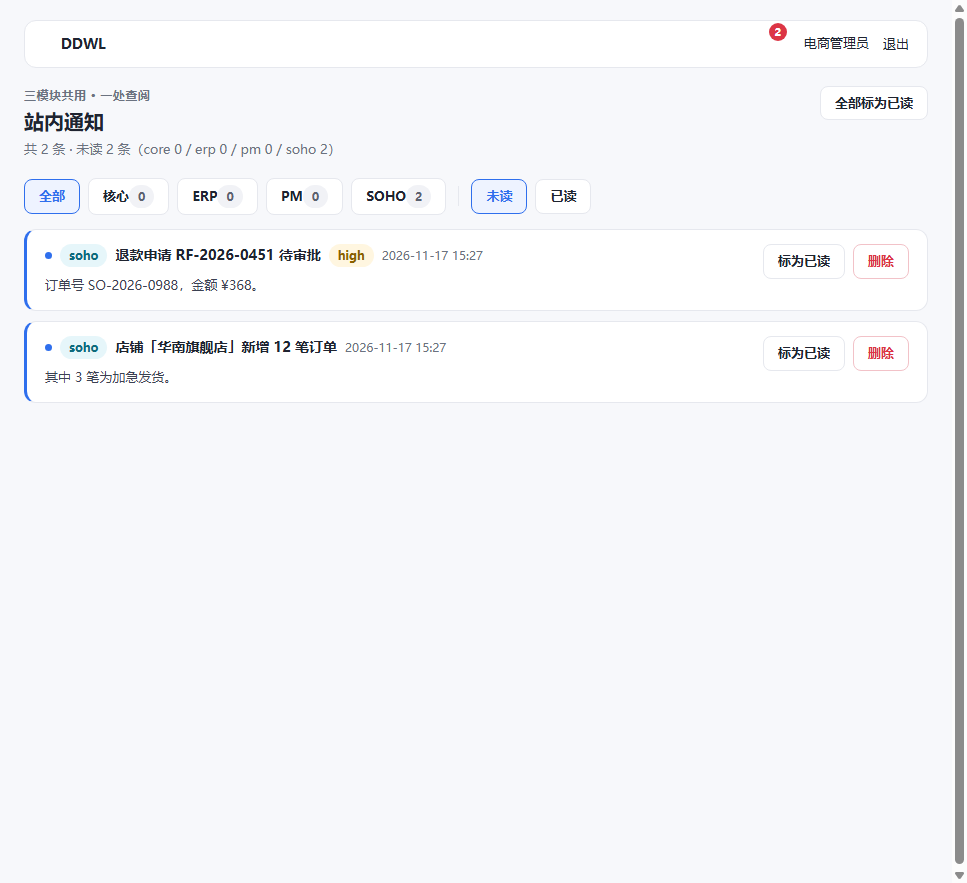 DDWL
2
电商管理员 退出
三模块共用 • 一处查阅
站内通知
共 2 条 · 未读 2 条（core 0 / erp 0 / pm 0 / soho 2）
全部标为已读
全部 核心 0 ERP 0 PM 0 SOHO 2 未读 已读
soho 退款申请 RF-2026-0451 待审批 high 2026-11-17 15:27 标为已读 删除
订单号 SO-2026-0988，金额 ¥368。
soho 店铺「华南旗舰店」新增 12 笔订单 2026-11-17 15:27 标为已读 删除
其中 3 笔为加急发货。